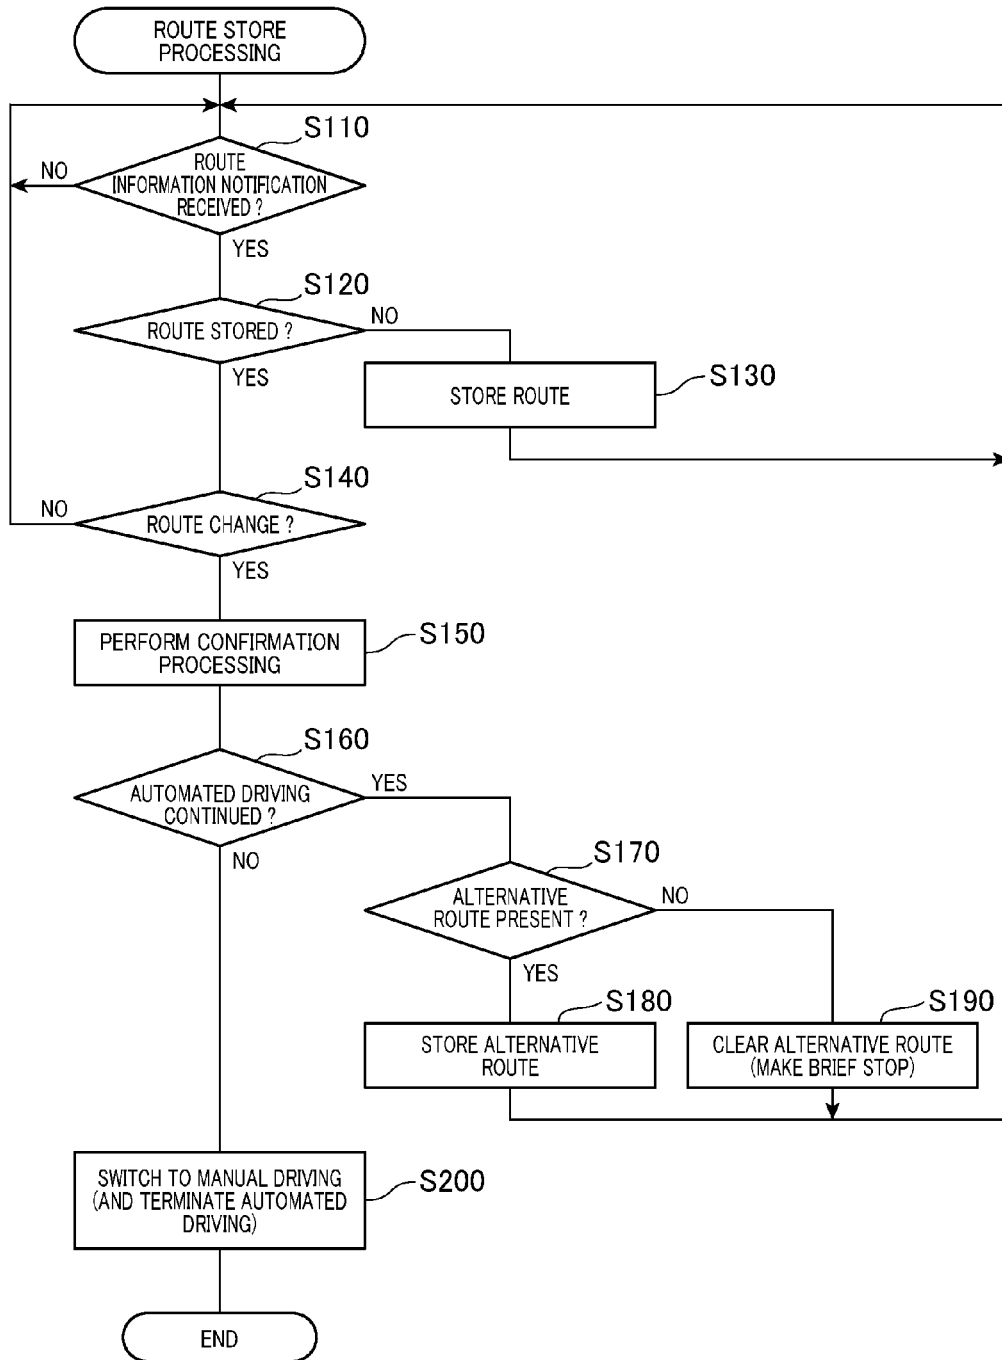 ROUTE STORE
PROCESSING
S110
NO
ROUTE
INFORMATION NOTIFICATION
RECEIVED ?
YES
S120
ROUTE STORED ?
NO
YES
S130
STORE ROUTE
S140
NO
ROUTE CHANGE ?
YES
S150
PERFORM CONFIRMATION
PROCESSING
S160
AUTOMATED DRIVING
CONTINUED ?
YES
NO
S170
ALTERNATIVE
ROUTE PRESENT ?
NO
YES
S180
STORE ALTERNATIVE
ROUTE
S190
CLEAR ALTERNATIVE ROUTE
(MAKE BRIEF STOP)
SWITCH TO MANUAL DRIVING
(AND TERMINATE AUTOMATED
DRIVING)
S200
END